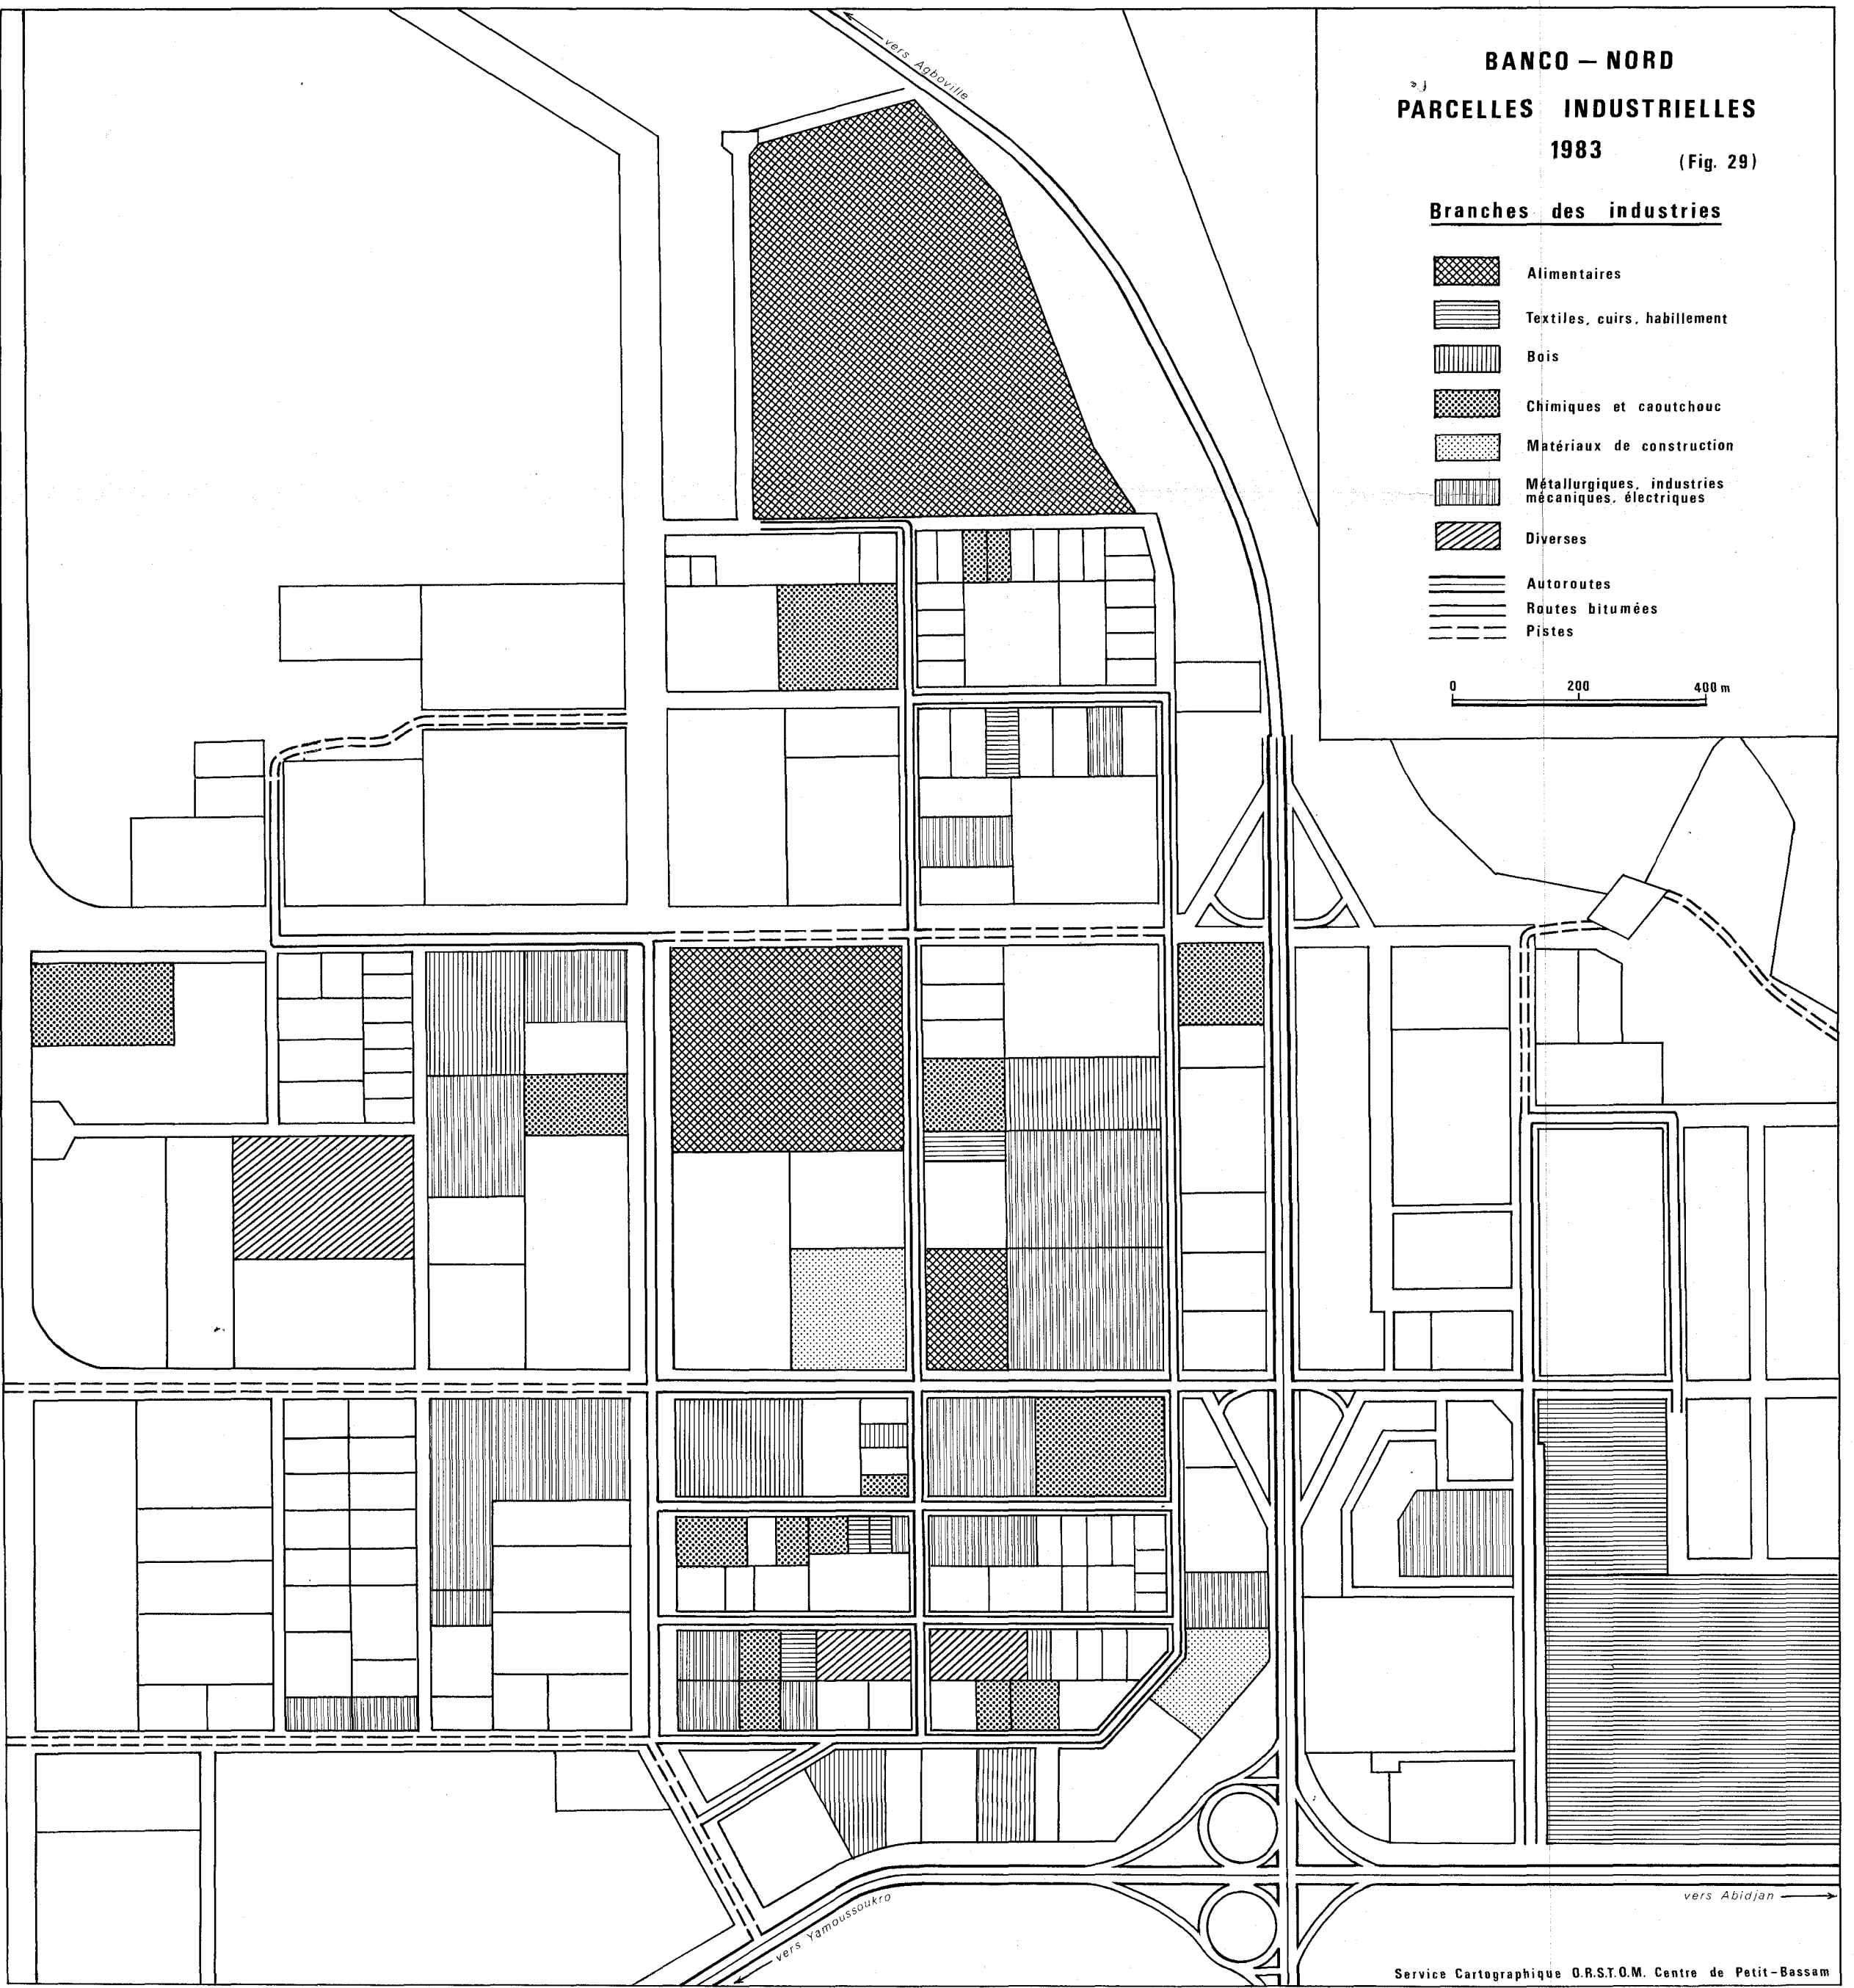 BANCO – NORD
PARCELLES INDUSTRIELLES
1983
(Fig. 29)
Branches des industries
Alimentaires
Textiles, cuirs, habillement
Bois
Chimiques et caoutchouc
Matériaux de construction
Métallurgiques, industries
mécaniques, électriques
Diverses
Autoroutes
Routes bitumées
Pistes
0 200 400 m
vers Agboville
vers Abidjan
vers Yamoussoukro
Service Cartographique O.R.S.T.O.M. Centre de Petit-Bassam